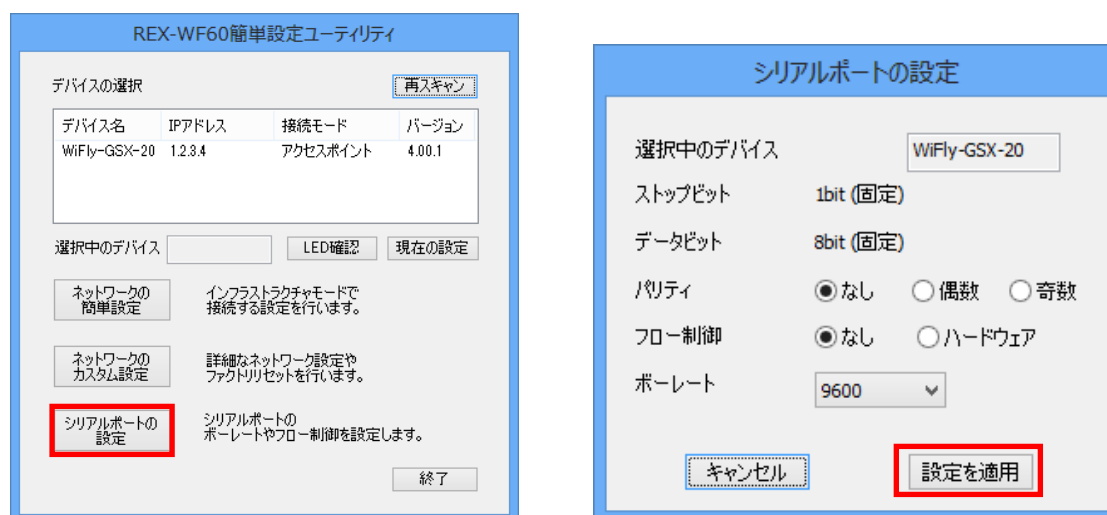 REX-WF60簡単設定ユーティリティ
デバイスの選択
再スキャン
デバイス名 IPアドレス 接続モード バージョン
WiFly-GSX-20 1.2.3.4 アクセスポイント 4.00.1
選択中のデバイス LED確認 現在の設定
ネットワークの
簡単設定
インフラストラクチャモードで
接続する設定を行います。
ネットワークの
カスタム設定
詳細なネットワーク設定や
ファクトリリセットを行います。
シリアルポートの
設定
シリアルポートの
ボーレートやフロー制御を設定します。
終了
シリアルポートの設定
選択中のデバイス WiFly-GSX-20
ストップビット 1bit (固定)
データビット 8bit (固定)
パリティ なし 偶数 奇数
フロー制御 なし ハードウェア
ボーレート 9600
キャンセル 設定を適用